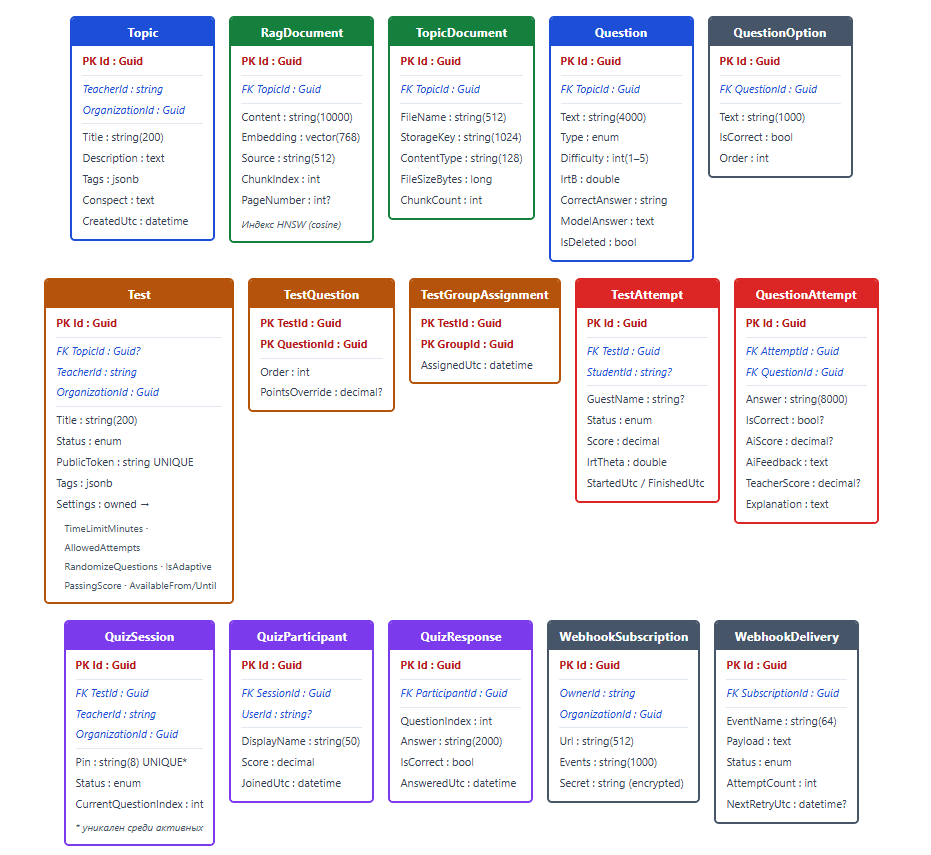 Topic
PK Id : Guid
TeacherId : string
OrganizationId : Guid
Title : string(200)
Description : text
Tags : jsonb
Conspect : text
CreatedUtc : datetime
RagDocument
PK Id : Guid
FK TopicId : Guid
Content : string(10000)
Embedding : vector(768)
Source : string(512)
ChunkIndex : int
PageNumber : int?
Индекс HNSW (cosine)
TopicDocument
PK Id : Guid
FK TopicId : Guid
FileName : string(512)
StorageKey : string(1024)
ContentType : string(128)
FileSizeBytes : long
ChunkCount : int
Question
PK Id : Guid
FK TopicId : Guid
Text : string(4000)
Type : enum
Difficulty : int(1–5)
IrtB : double
CorrectAnswer : string
ModelAnswer : text
IsDeleted : bool
QuestionOption
PK Id : Guid
FK QuestionId : Guid
Text : string(1000)
IsCorrect : bool
Order : int
Test
PK Id : Guid
FK TopicId : Guid?
TeacherId : string
OrganizationId : Guid
Title : string(200)
Status : enum
PublicToken : string UNIQUE
Tags : jsonb
Settings : owned →
TimeLimitMinutes ·
AllowedAttempts
RandomizeQuestions · IsAdaptive
PassingScore · AvailableFrom/Until
TestQuestion
PK TestId : Guid
PK QuestionId : Guid
Order : int
PointsOverride : decimal?
TestGroupAssignment
PK TestId : Guid
PK GroupId : Guid
AssignedUtc : datetime
TestAttempt
PK Id : Guid
FK TestId : Guid
StudentId : string?
GuestName : string?
Status : enum
Score : decimal
IrtTheta : double
StartedUtc / FinishedUtc
QuestionAttempt
PK Id : Guid
FK AttemptId : Guid
FK QuestionId : Guid
Answer : string(8000)
IsCorrect : bool?
AiScore : decimal?
AiFeedback : text
TeacherScore : decimal?
Explanation : text
QuizSession
PK Id : Guid
FK TestId : Guid
TeacherId : string
OrganizationId : Guid
Pin : string(8) UNIQUE*
Status : enum
CurrentQuestionIndex : int
* уникален среди активных
QuizParticipant
PK Id : Guid
FK SessionId : Guid
UserId : string?
DisplayName : string(50)
Score : decimal
JoinedUtc : datetime
QuizResponse
PK Id : Guid
FK ParticipantId : Guid
QuestionIndex : int
Answer : string(2000)
IsCorrect : bool
AnsweredUtc : datetime
WebhookSubscription
PK Id : Guid
OwnerId : string
OrganizationId : Guid
Url : string(512)
Events : string(1000)
Secret : string (encrypted)
WebhookDelivery
PK Id : Guid
FK SubscriptionId : Guid
EventName : string(64)
Payload : text
Status : enum
AttemptCount : int
NextRetryUtc : datetime?